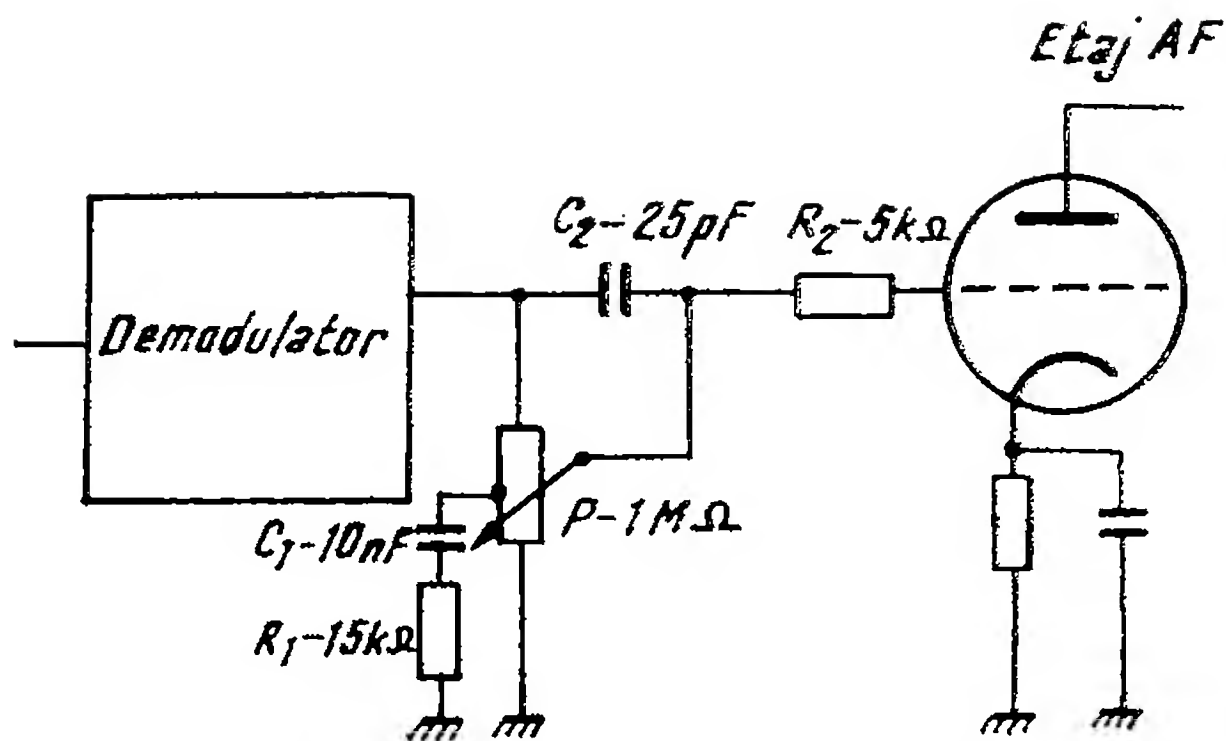 Etaj AF
C₂-25pF
R₂-5kΩ
Demodulator
P-1MΩ
C₁-10nF
R₁-15kΩ